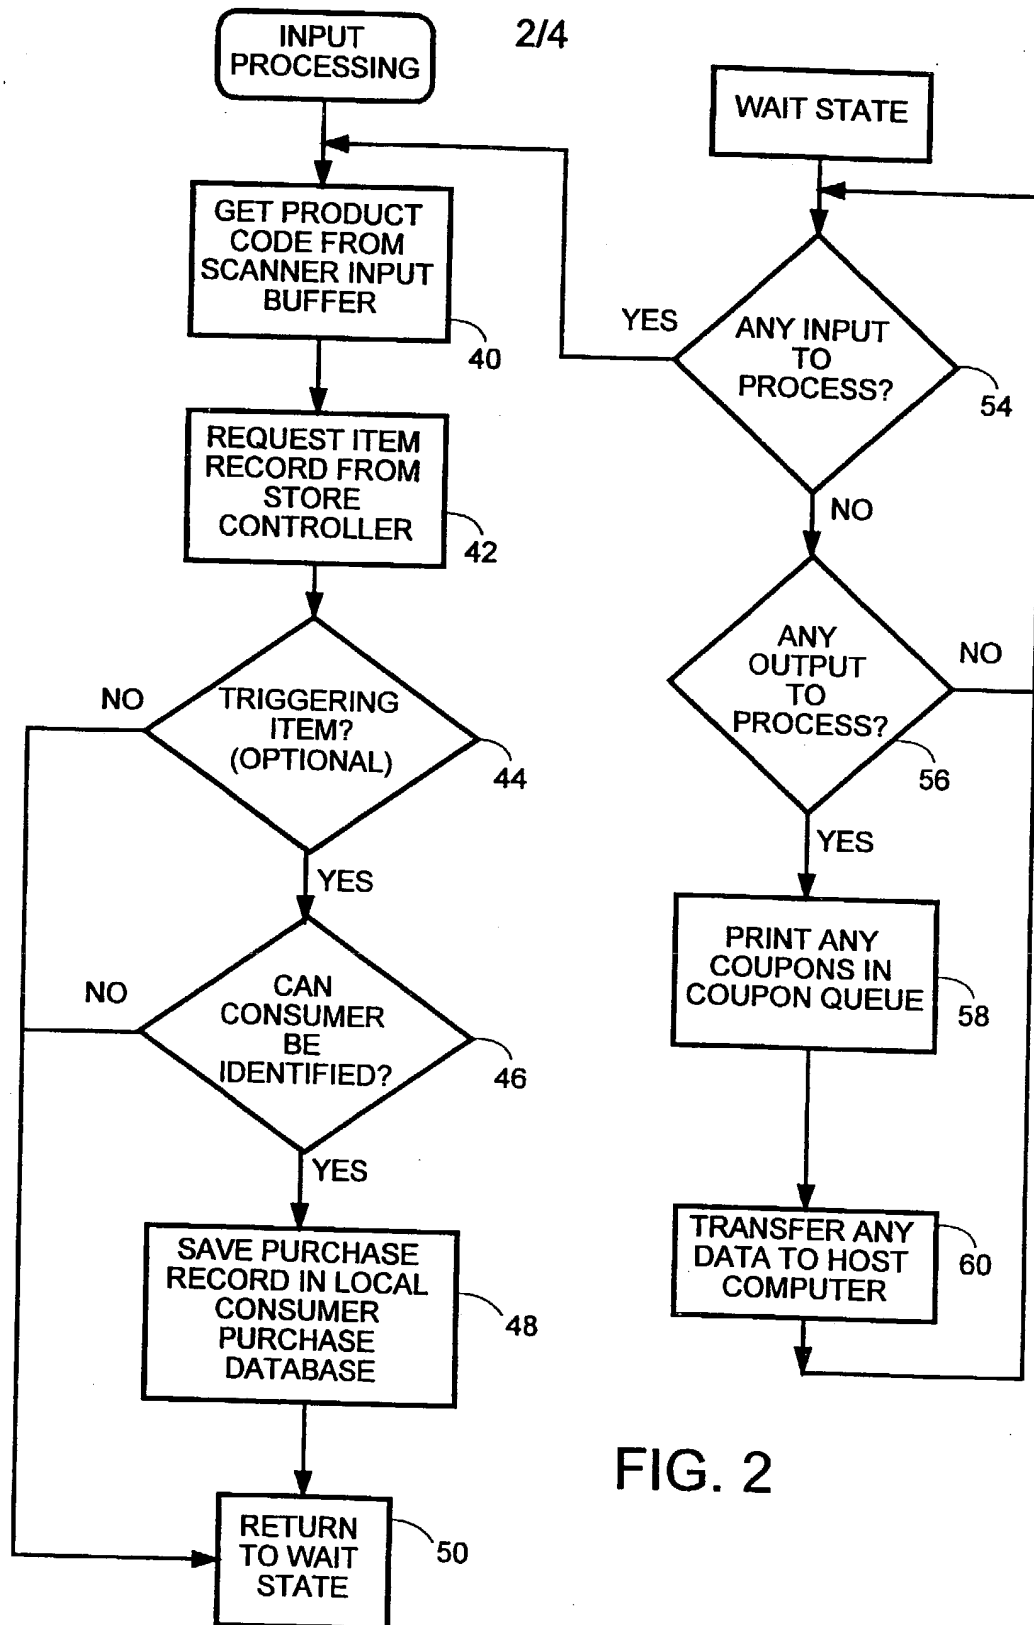 2/4
INPUT
PROCESSING
GET PRODUCT
CODE FROM
SCANNER INPUT
BUFFER
40
REQUEST ITEM
RECORD FROM
STORE
CONTROLLER
42
NO
TRIGGERING
ITEM?
(OPTIONAL)
44
YES
NO
CAN
CONSUMER
BE
IDENTIFIED?
46
YES
SAVE PURCHASE
RECORD IN LOCAL
CONSUMER
PURCHASE
DATABASE
48
RETURN
TO WAIT
STATE
50
WAIT STATE
YES
ANY INPUT
TO
PROCESS?
54
NO
ANY
OUTPUT
TO
PROCESS?
NO
56
YES
PRINT ANY
COUPONS IN
COUPON QUEUE
58
TRANSFER ANY
DATA TO HOST
COMPUTER
60
FIG. 2